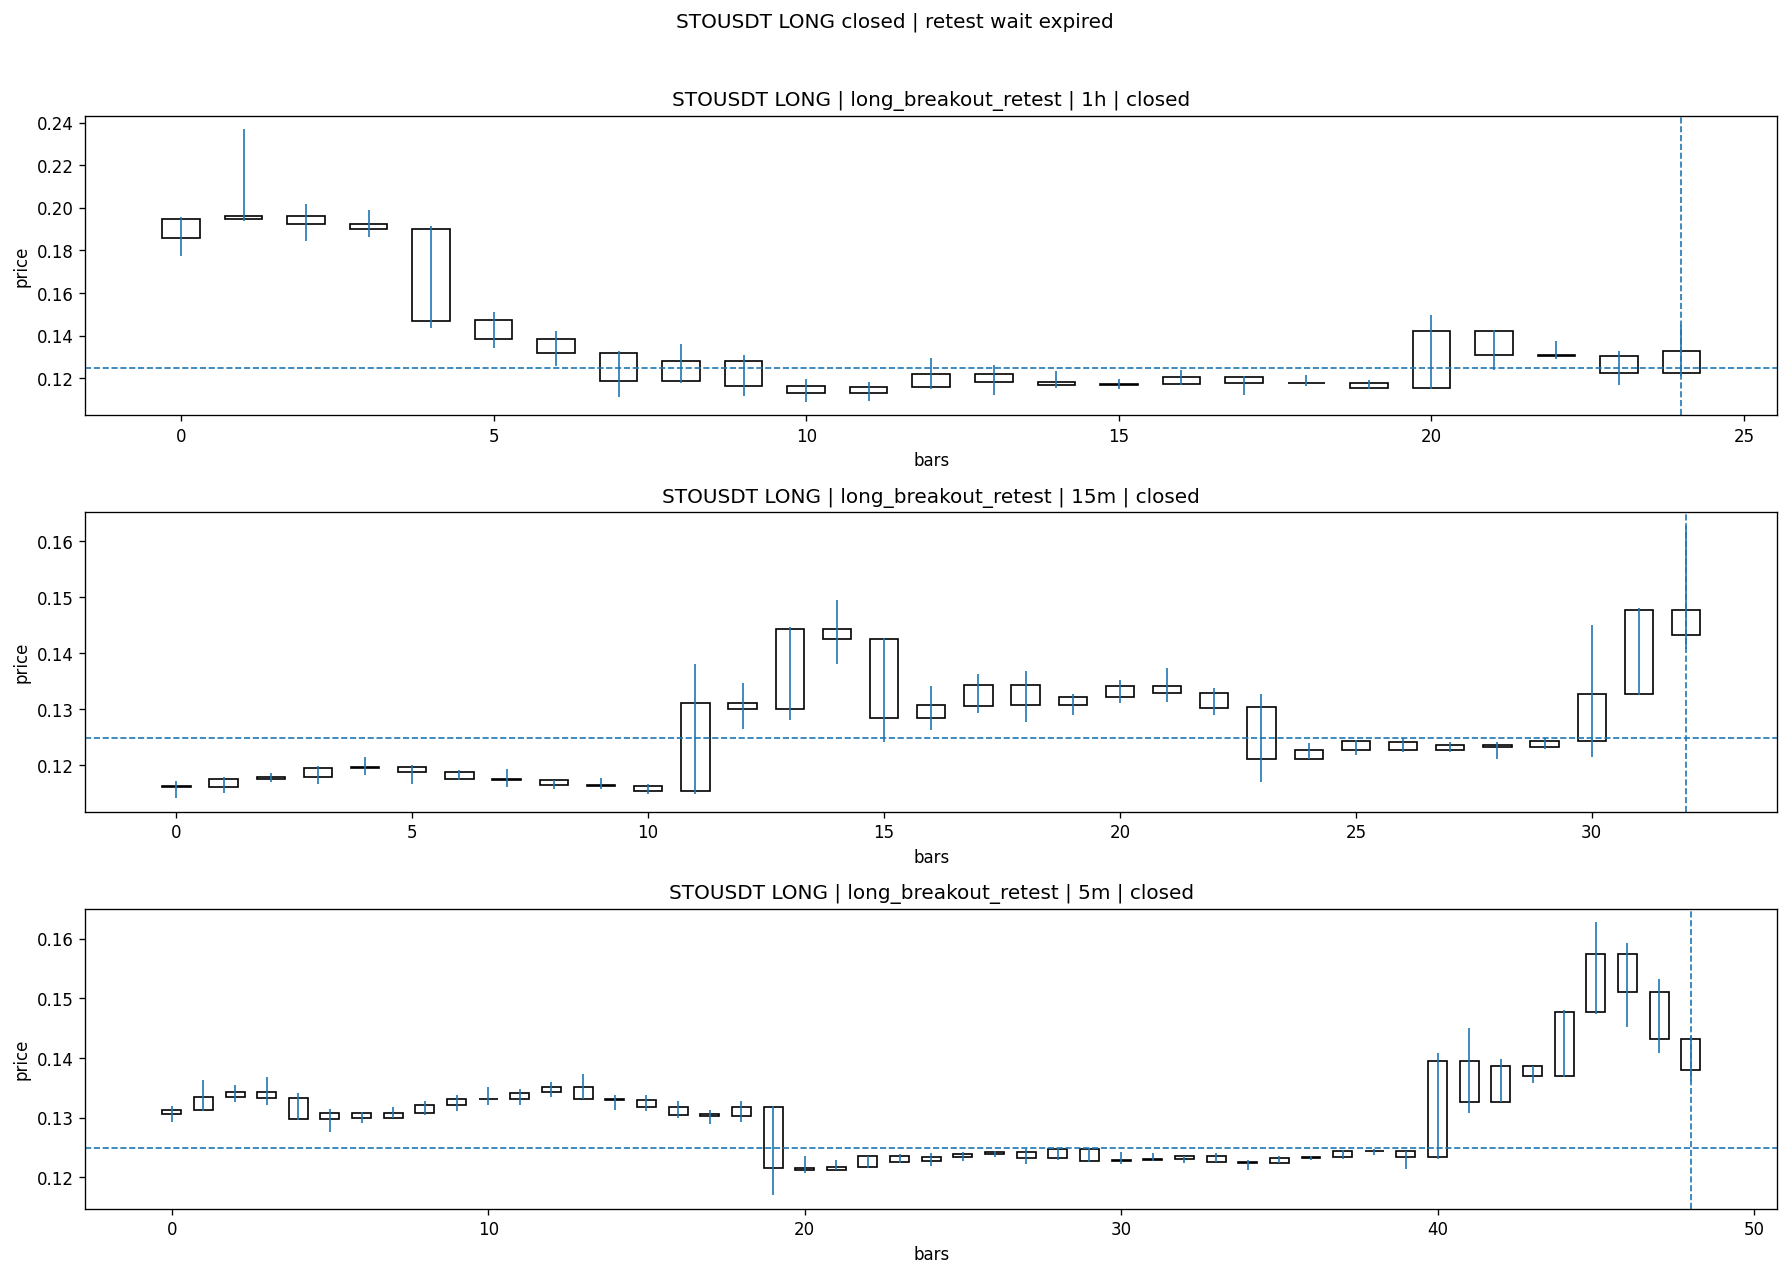 STOUSDT LONG closed | retest wait expired
STOUSDT LONG | long_breakout_retest | 1h | closed
price
0.24
0.22
0.20
0.18
0.16
0.14
0.12
0 5 10 15 20 25
bars
STOUSDT LONG | long_breakout_retest | 15m | closed
price
0.16
0.15
0.14
0.13
0.12
0 5 10 15 20 25 30
bars
STOUSDT LONG | long_breakout_retest | 5m | closed
price
0.16
0.15
0.14
0.13
0.12
0 10 20 30 40 50
bars